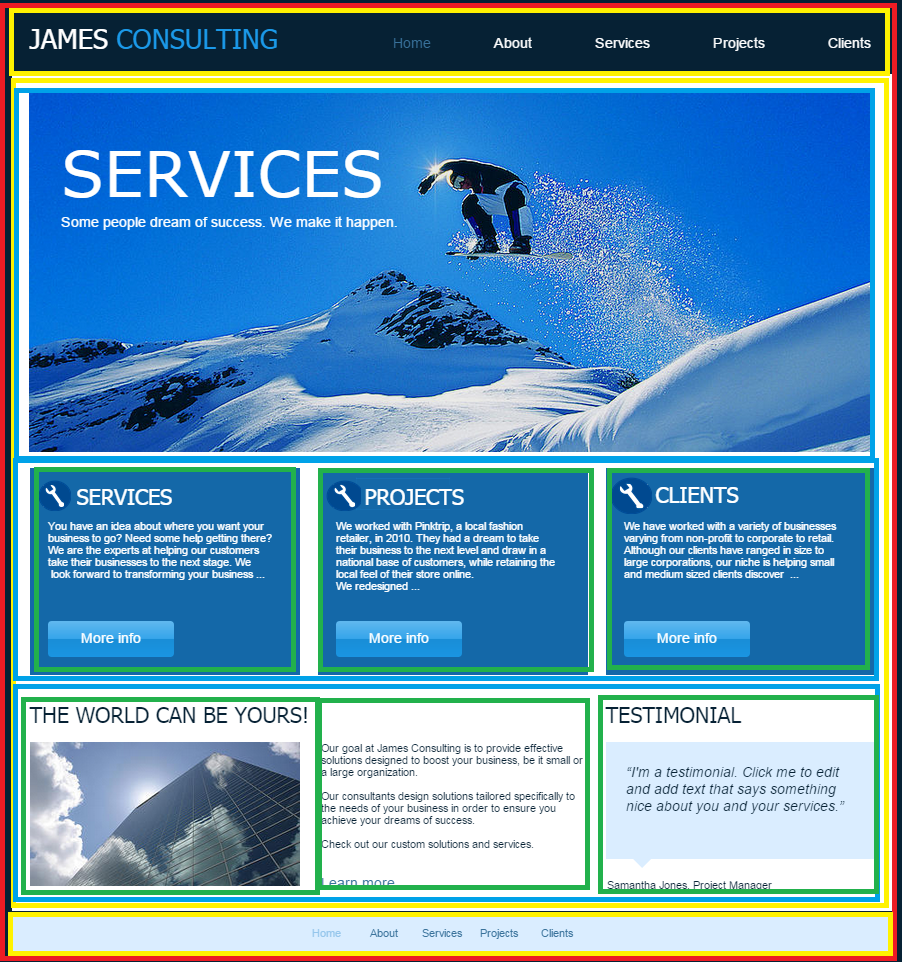 JAMES CONSULTING
Home About Services Projects Clients
SERVICES
Some people dream of success. We make it happen.
SERVICES
You have an idea about where you want your
business to go? Need some help getting there?
We are the experts at helping our customers
take their businesses to the next stage. We
look forward to transforming your business ...
More info
PROJECTS
We worked with Pinktrip, a local fashion
retailer, in 2010. They had a dream to take
their business to the next level and draw in a
national base of customers, while retaining the
local feel of their store online.
We redesigned ...
More info
CLIENTS
We have worked with a variety of businesses
varying from non-profit to corporate to retail.
Although our clients have ranged in size to
large corporations, our niche is helping small
and medium sized clients discover ...
More info
THE WORLD CAN BE YOURS!
Our goal at James Consulting is to provide effective
solutions designed to boost your business, be it small or
a large organization.
Our consultants design solutions tailored specifically to
the needs of your business in order to ensure you
achieve your dreams of success.
Check out our custom solutions and services.
Learn more
TESTIMONIAL
“I'm a testimonial. Click me to edit
and add text that says something
nice about you and your services.”
Samantha Jones, Project Manager
Home About Services Projects Clients